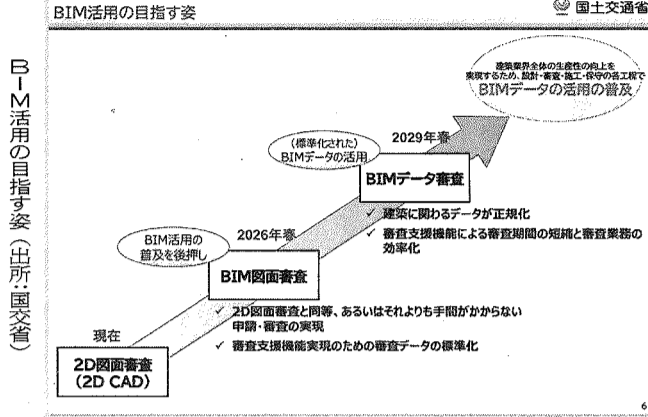 BIM活用の目指す姿
国土交通省
BIM活用の目指す姿（出所：国交省）
建築業界全体の生産性の向上を
実現するため、設計・審査・施工・保守の各工程で
BIMデータの活用の普及
2029年春
（標準化された）
BIMデータの活用
BIMデータ審査
✓ 建築に関わるデータが正規化
✓ 審査支援機能による審査期間の短縮と審査業務の
効率化
2026年春
BIM活用の
普及を後押し
BIM図面審査
✓ 2D図面審査と同等、あるいはそれよりも手間がかからない
申請・審査の実現
✓ 審査支援機能実現のための審査データの標準化
現在
2D図面審査
（2D CAD）
6